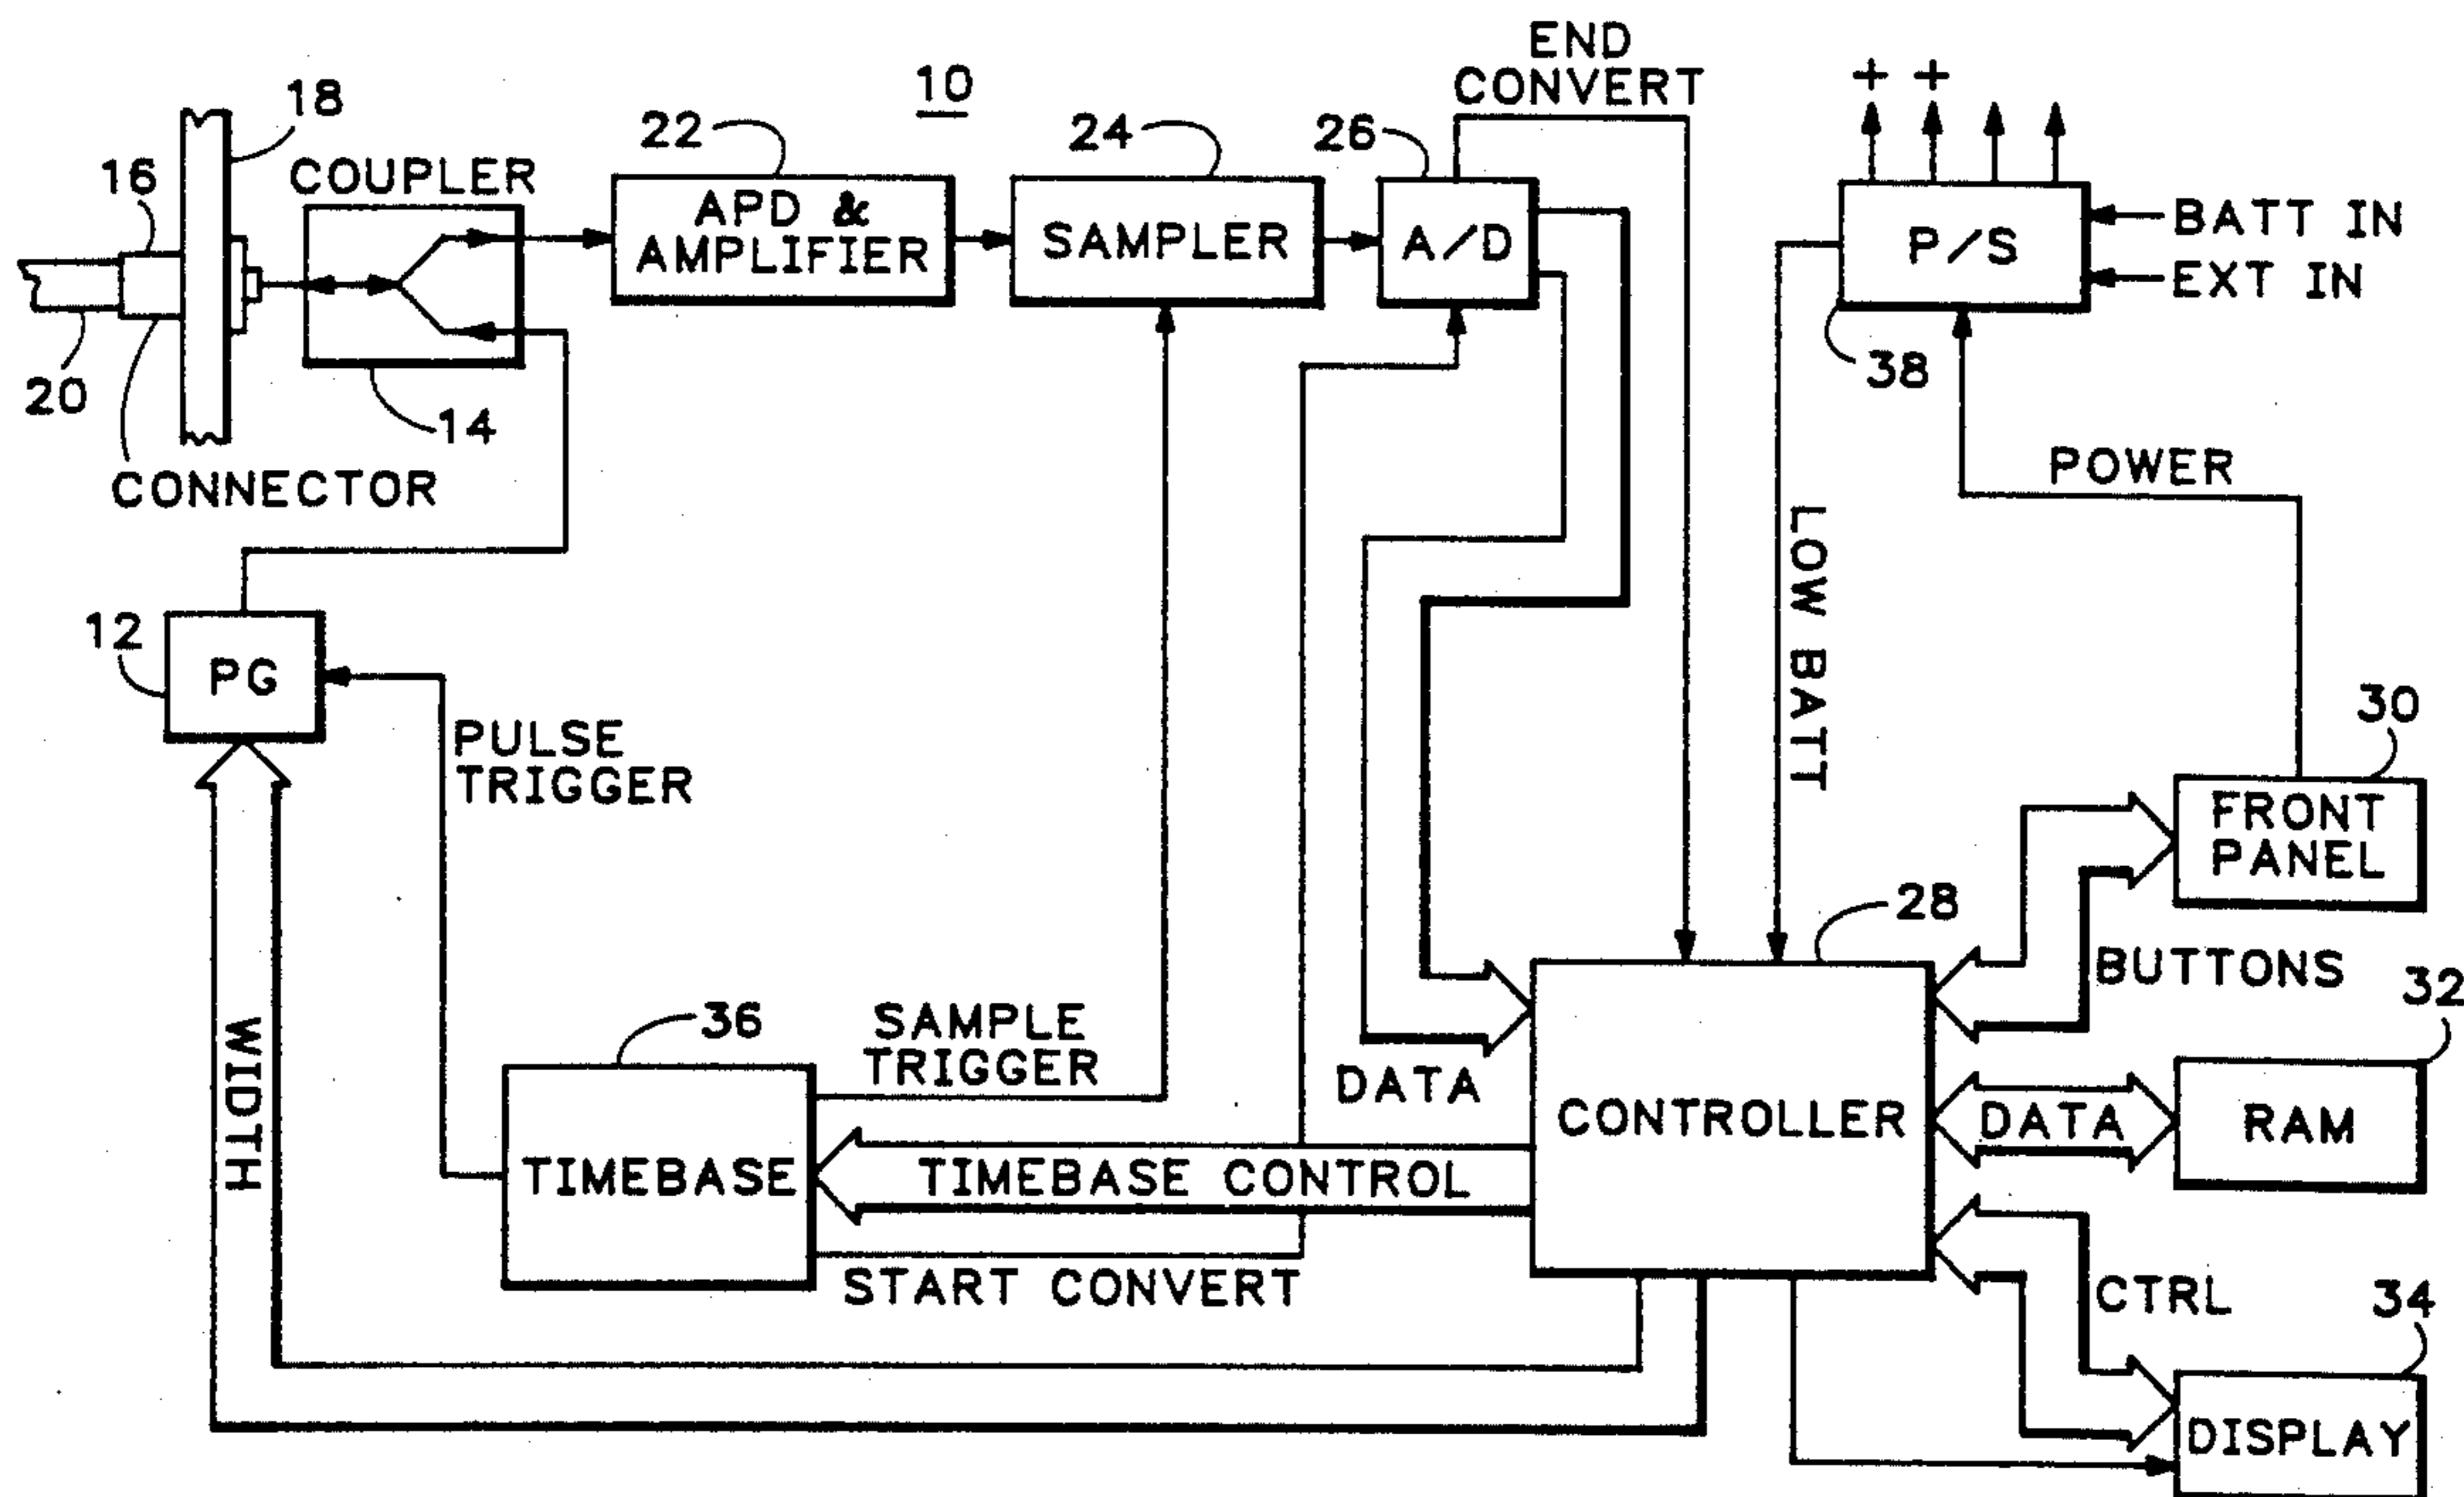 END
CONVERT
10
+ +
18
22
24
26
16
COUPLER
APD &
AMPLIFIER
SAMPLER
A/D
P/S
BATT IN
EXT IN
20
14
38
CONNECTOR
POWER
LOW BATT
12
PG
PULSE
TRIGGER
30
FRONT
PANEL
28
BUTTONS
32
36
SAMPLE
TRIGGER
DATA
WIDTH
TIMEBASE
TIMEBASE CONTROL
CONTROLLER
DATA
RAM
START CONVERT
CTRL
34
DISPLAY